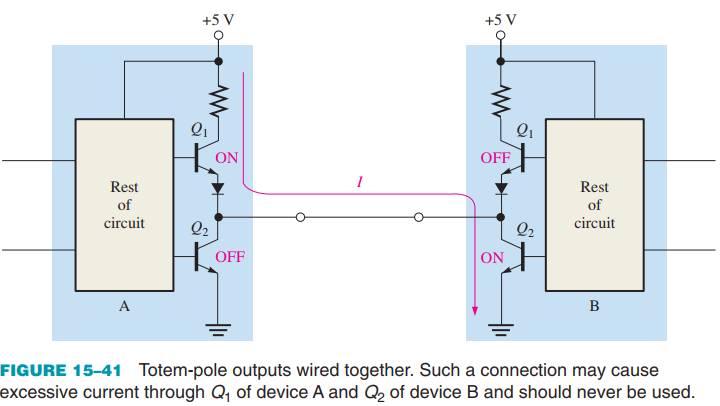 +5 V
+5 V
Q1
Q1
ON
OFF
I
Rest
of
circuit
Rest
of
circuit
Q2
Q2
OFF
ON
A
B
FIGURE 15–41 Totem-pole outputs wired together. Such a connection may cause
excessive current through Q1 of device A and Q2 of device B and should never be used.